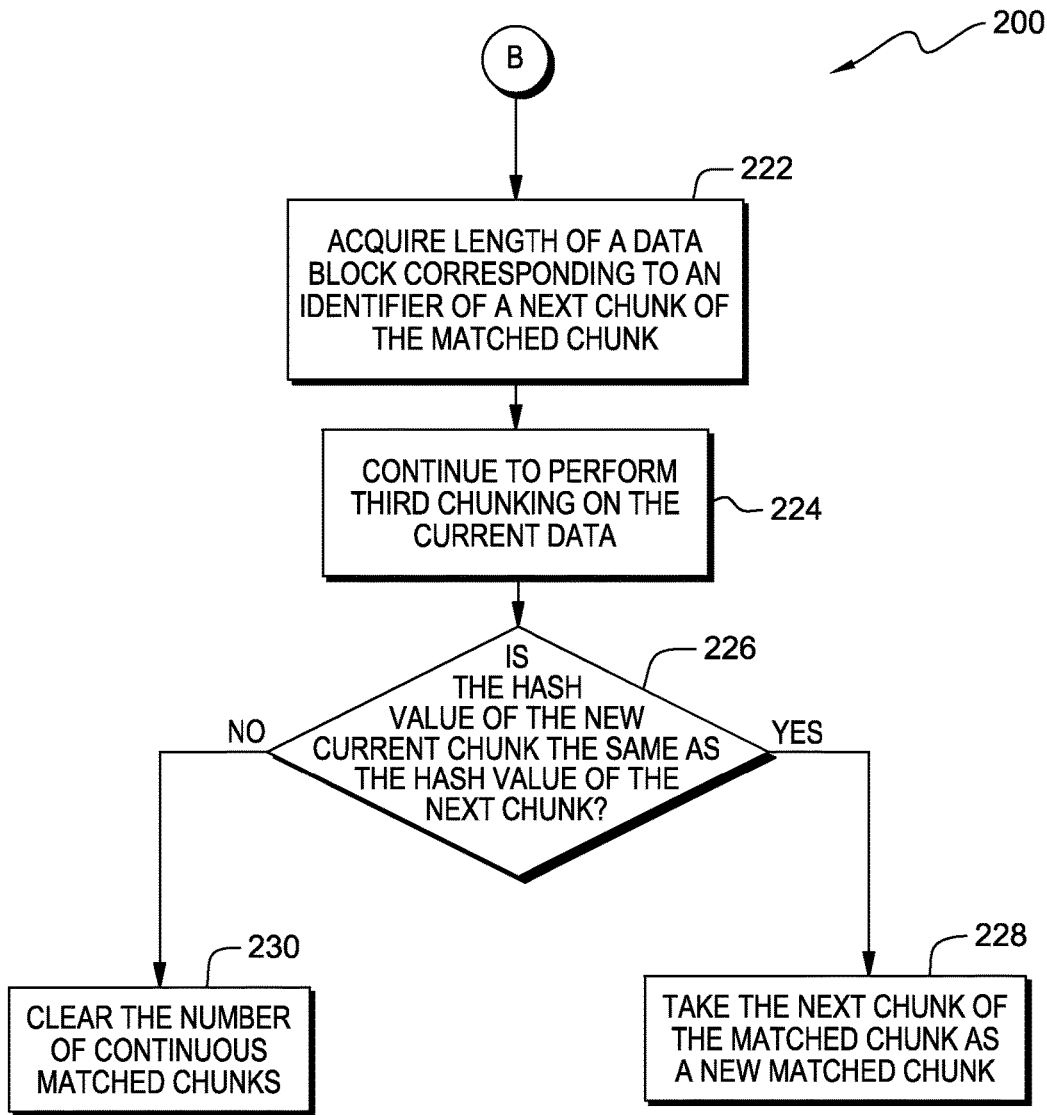 200
B
222
ACQUIRE LENGTH OF A DATA
BLOCK CORRESPONDING TO AN
IDENTIFIER OF A NEXT CHUNK OF
THE MATCHED CHUNK
CONTINUE TO PERFORM
THIRD CHUNKING ON THE
CURRENT DATA
224
226
IS
THE HASH
VALUE OF THE NEW
CURRENT CHUNK THE SAME AS
THE HASH VALUE OF THE
NEXT CHUNK?
NO
YES
230
CLEAR THE NUMBER
OF CONTINUOUS
MATCHED CHUNKS
228
TAKE THE NEXT CHUNK OF
THE MATCHED CHUNK AS
A NEW MATCHED CHUNK